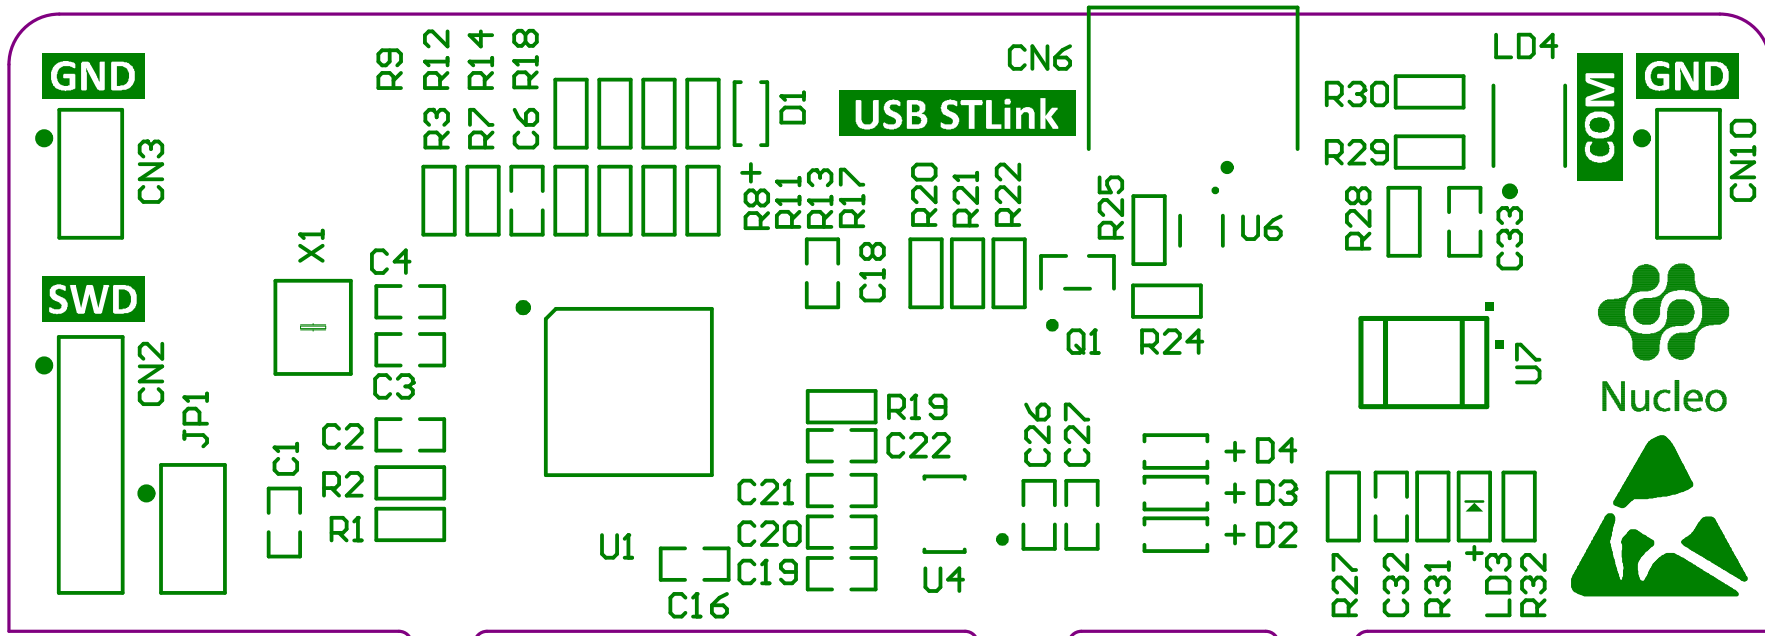 R9 R12 R14 R18
R3 R7 C6
GND
CN3
D1
CN6
USB STLink
LD4
R30
R29
COM
GND
CN10
R8 R11 R13 R17
R20 R21 R22
R25
U6
R28
C33
X1
C4
C18
SWD
CN2
C3
Q1
R24
U7
Nucleo
JP1
C1
C2
R2
R1
R19
C22
C21
C20
C19
C16
U1
U4
C26 C27
D4
D3
D2
R27 C32 R31 LD3 R32